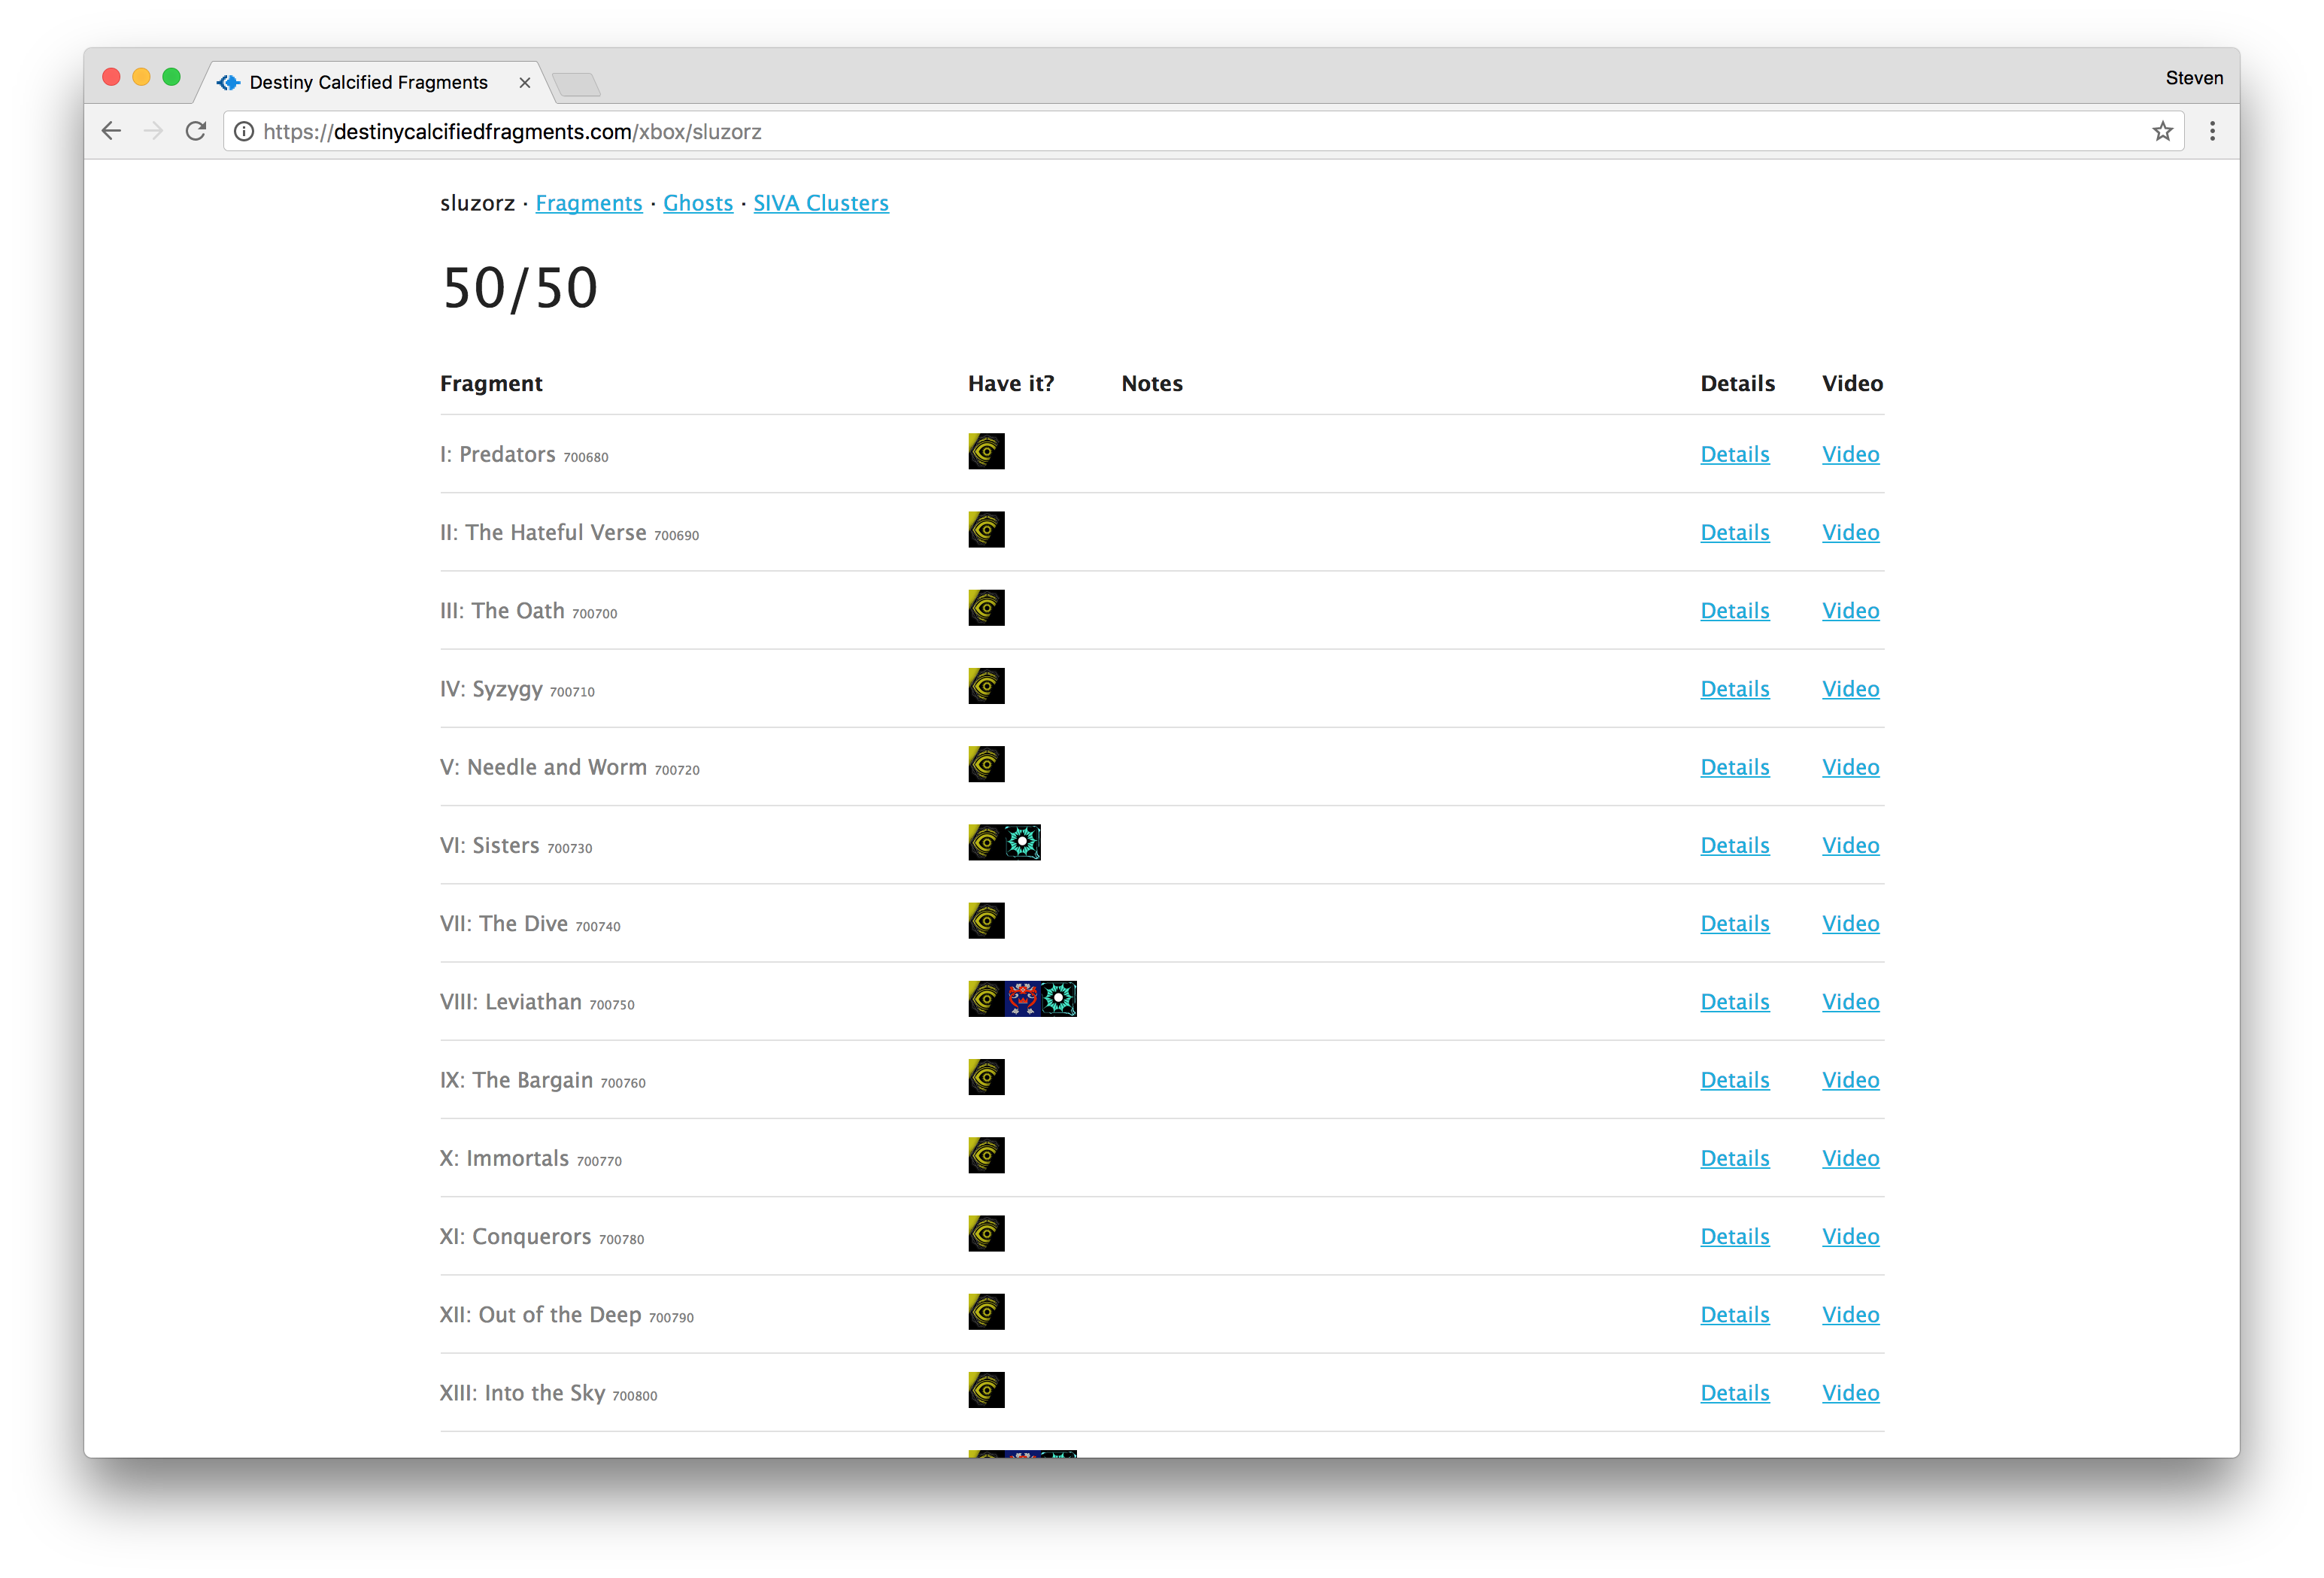 Destiny Calcified Fragments
Steven
https://destinycalcifiedfragments.com/xbox/sluzorz
sluzorz · Fragments · Ghosts · SIVA Clusters
50/50
Fragment Have it? Notes Details Video
I: Predators 700680 Details Video
II: The Hateful Verse 700690 Details Video
III: The Oath 700700 Details Video
IV: Syzygy 700710 Details Video
V: Needle and Worm 700720 Details Video
VI: Sisters 700730 Details Video
VII: The Dive 700740 Details Video
VIII: Leviathan 700750 Details Video
IX: The Bargain 700760 Details Video
X: Immortals 700770 Details Video
XI: Conquerors 700780 Details Video
XII: Out of the Deep 700790 Details Video
XIII: Into the Sky 700800 Details Video